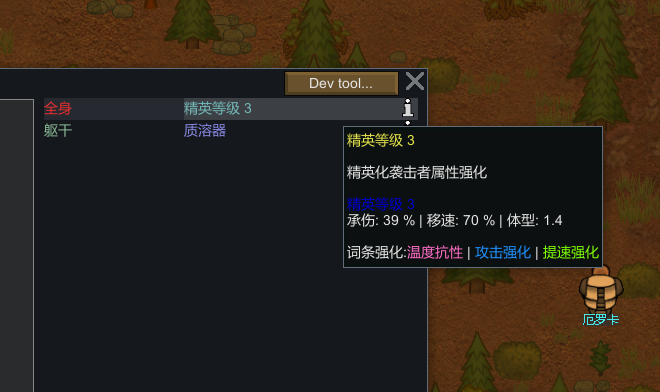 Dev tool...
全身 精英等级 3
躯干 质溶器
精英等级 3
精英化袭击者属性强化
精英等级 3
承伤: 39 % | 移速: 70 % | 体型: 1.4
词条强化:温度抗性 | 攻击强化 | 提速强化
厄罗卡